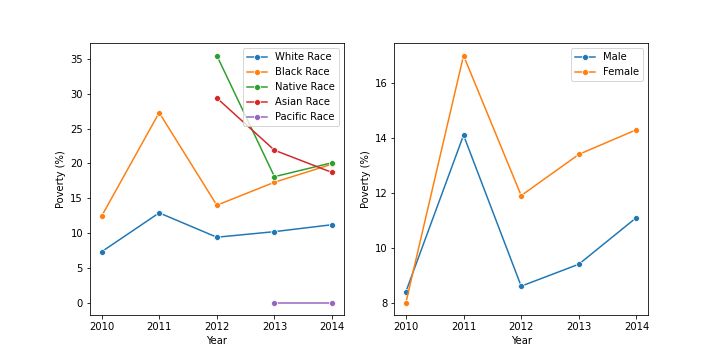 35
30
25
20
15
10
5
0
Poverty (%)
2010 2011 2012 2013 2014
Year
White Race
Black Race
Native Race
Asian Race
Pacific Race
16
14
12
10
8
Poverty (%)
2010 2011 2012 2013 2014
Year
Male
Female